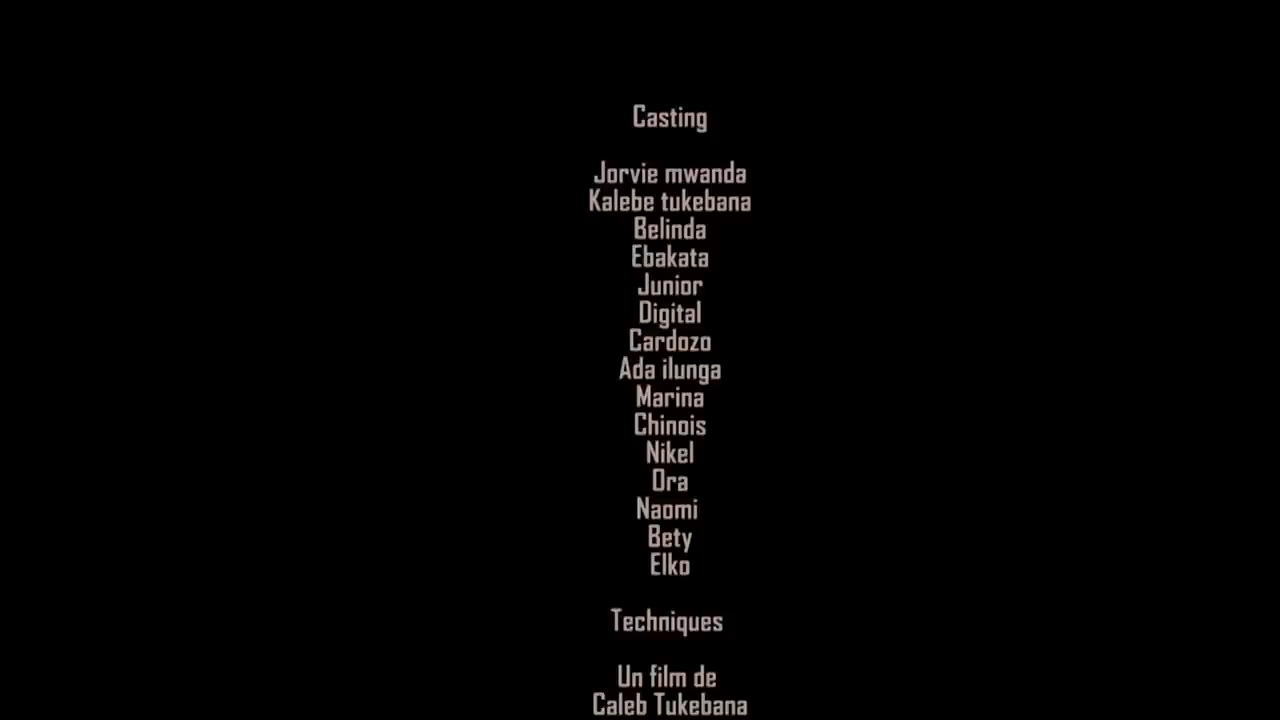 Casting
Jorvie mwanda
Kalebe tukebana
Belinda
Ebakata
Junior
Digital
Cardozo
Ada ilunga
Marina
Chinois
Nikel
Ora
Naomi
Bety
Elko
Techniques
Un film de
Caleb Tukebana